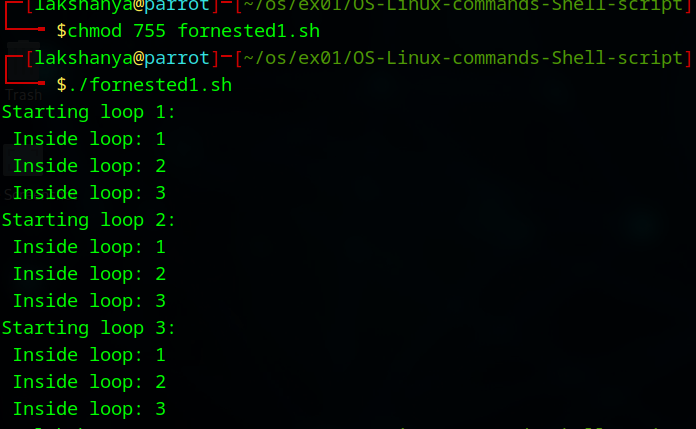 [lakshanya@parrot]─[~/os/ex01/OS-Linux-commands-Shell-script]
$chmod 755 fornested1.sh
[lakshanya@parrot]─[~/os/ex01/OS-Linux-commands-Shell-script]
$./fornested1.sh
Trash
Starting loop 1:
Inside loop: 1
Inside loop: 2
Inside loop: 3
Starting loop 2:
Inside loop: 1
Inside loop: 2
Inside loop: 3
Starting loop 3:
Inside loop: 1
Inside loop: 2
Inside loop: 3